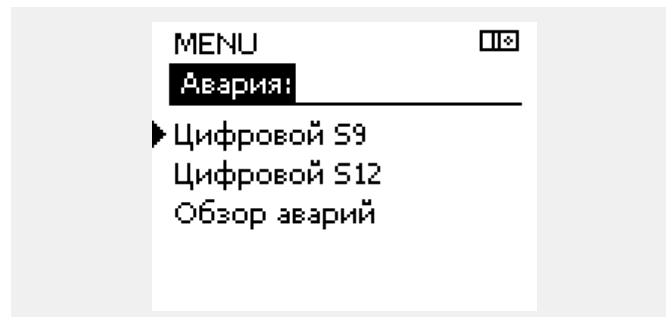 MENU
Авария:
Цифровой S9
Цифровой S12
Обзор аварий